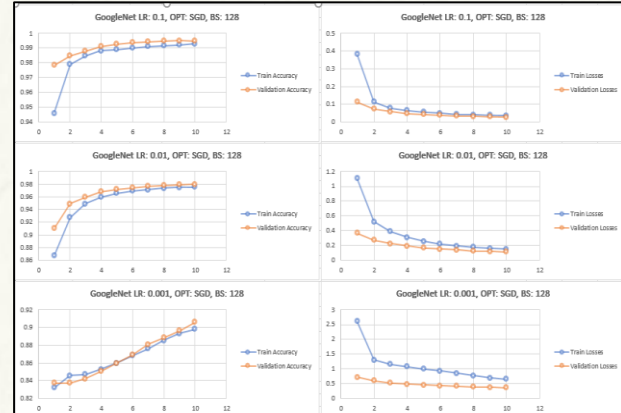 GoogleNet LR: 0.1, OPT: SGD, BS: 128
1
0.99
0.98
0.97
0.96
0.95
0.94
0 2 4 6 8 10 12
Train Accuracy
Validation Accuracy
GoogleNet LR: 0.1, OPT: SGD, BS: 128
0.5
0.4
0.3
0.2
0.1
0
0 2 4 6 8 10 12
Train Losses
Validation Losses
GoogleNet LR: 0.01, OPT: SGD, BS: 128
1
0.98
0.96
0.94
0.92
0.9
0.88
0.86
0 2 4 6 8 10 12
Train Accuracy
Validation Accuracy
GoogleNet LR: 0.01, OPT: SGD, BS: 128
1.2
1
0.8
0.6
0.4
0.2
0
0 2 4 6 8 10 12
Train Losses
Validation Losses
GoogleNet LR: 0.001, OPT: SGD, BS: 128
0.92
0.9
0.88
0.86
0.84
0.82
0 2 4 6 8 10 12
Train Accuracy
Validation Accuracy
GoogleNet LR: 0.001, OPT: SGD, BS: 128
3
2.5
2
1.5
1
0.5
0
0 2 4 6 8 10 12
Train Losses
Validation Losses